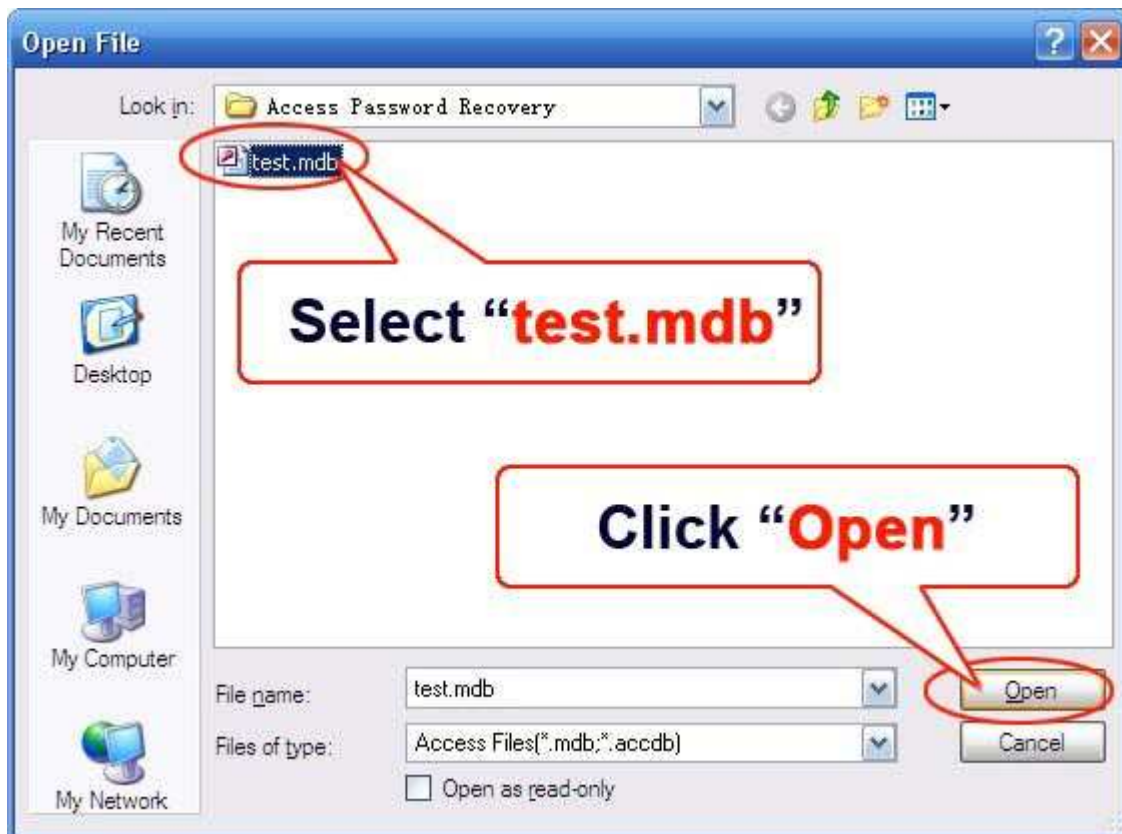 Open File
Look in: Access Password Recovery
test.mdb
My Recent
Documents
Desktop
My Documents
My Computer
My Network
Select “test.mdb”
Click “Open”
File name: test.mdb Open
Files of type: Access Files(*.mdb;*.accdb) Cancel
Open as read-only